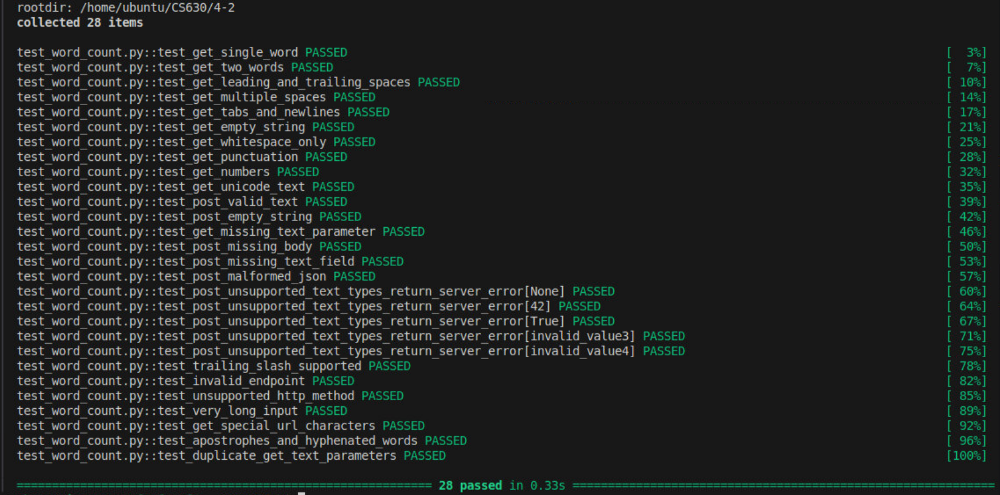 rootdir: /home/ubuntu/CS630/4-2
collected 28 items
test_word_count.py::test_get_single_word PASSED [  3%]
test_word_count.py::test_get_two_words PASSED [  7%]
test_word_count.py::test_get_leading_and_trailing_spaces PASSED [ 10%]
test_word_count.py::test_get_multiple_spaces PASSED [ 14%]
test_word_count.py::test_get_tabs_and_newlines PASSED [ 17%]
test_word_count.py::test_get_empty_string PASSED [ 21%]
test_word_count.py::test_get_whitespace_only PASSED [ 25%]
test_word_count.py::test_get_punctuation PASSED [ 28%]
test_word_count.py::test_get_numbers PASSED [ 32%]
test_word_count.py::test_get_unicode_text PASSED [ 35%]
test_word_count.py::test_post_valid_text PASSED [ 39%]
test_word_count.py::test_post_empty_string PASSED [ 42%]
test_word_count.py::test_get_missing_text_parameter PASSED [ 46%]
test_word_count.py::test_post_missing_body PASSED [ 50%]
test_word_count.py::test_post_missing_text_field PASSED [ 53%]
test_word_count.py::test_post_malformed_json PASSED [ 57%]
test_word_count.py::test_post_unsupported_text_types_return_server_error[None] PASSED [ 60%]
test_word_count.py::test_post_unsupported_text_types_return_server_error[42] PASSED [ 64%]
test_word_count.py::test_post_unsupported_text_types_return_server_error[True] PASSED [ 67%]
test_word_count.py::test_post_unsupported_text_types_return_server_error[invalid_value3] PASSED [ 71%]
test_word_count.py::test_post_unsupported_text_types_return_server_error[invalid_value4] PASSED [ 75%]
test_word_count.py::test_trailing_slash_supported PASSED [ 78%]
test_word_count.py::test_invalid_endpoint PASSED [ 82%]
test_word_count.py::test_unsupported_http_method PASSED [ 85%]
test_word_count.py::test_very_long_input PASSED [ 89%]
test_word_count.py::test_get_special_url_characters PASSED [ 92%]
test_word_count.py::test_apostrophes_and_hyphenated_words PASSED [ 96%]
test_word_count.py::test_duplicate_get_text_parameters PASSED [100%]
=========================================================== 28 passed in 0.33s ============================================================